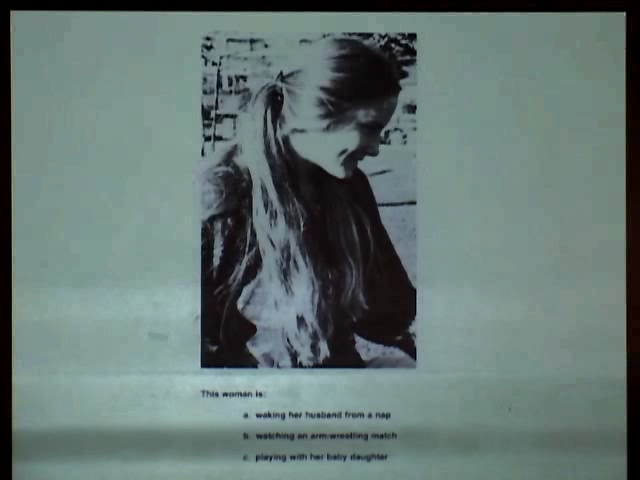 This woman is:
a. waking her husband from a nap
b. watching an arm-wrestling match
c. playing with her baby daughter